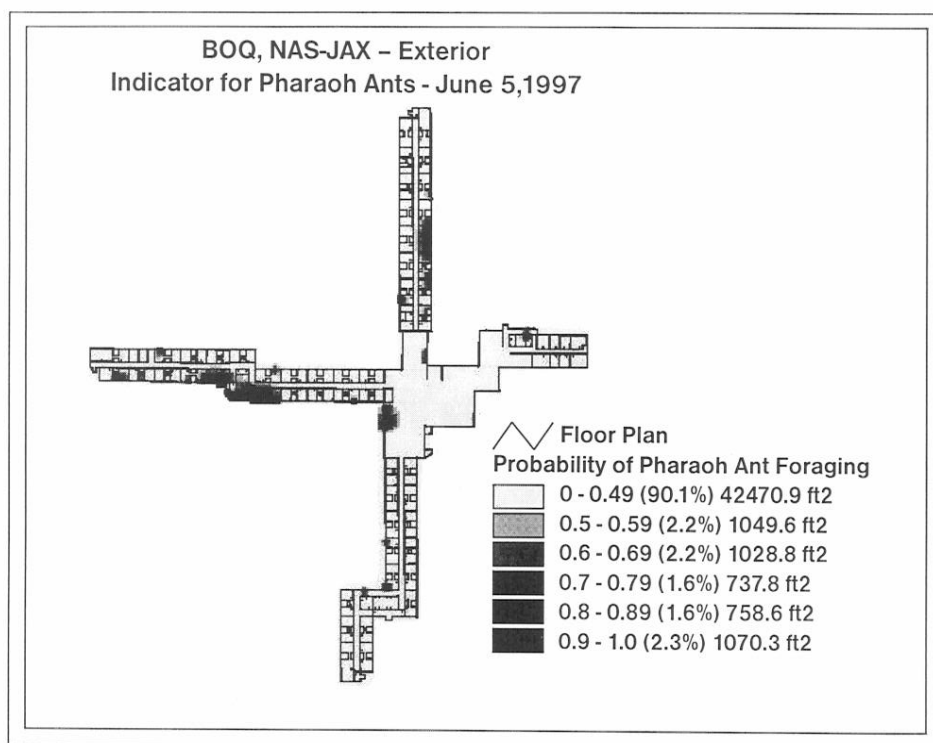 BOQ, NAS-JAX – Exterior
Indicator for Pharaoh Ants - June 5,1997
Floor Plan
Probability of Pharaoh Ant Foraging
0 - 0.49 (90.1%) 42470.9 ft2
0.5 - 0.59 (2.2%) 1049.6 ft2
0.6 - 0.69 (2.2%) 1028.8 ft2
0.7 - 0.79 (1.6%) 737.8 ft2
0.8 - 0.89 (1.6%) 758.6 ft2
0.9 - 1.0 (2.3%) 1070.3 ft2